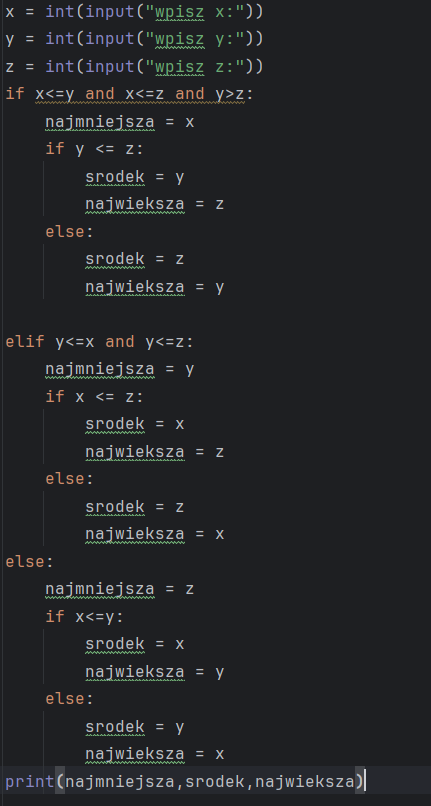 x = int(input("wpisz x:"))
y = int(input("wpisz y:"))
z = int(input("wpisz z:"))
if x<=y and x<=z and y>z:
    najmniejsza = x
    if y <= z:
        srodek = y
        najwieksza = z
    else:
        srodek = z
        najwieksza = y

elif y<=x and y<=z:
    najmniejsza = y
    if x <= z:
        srodek = x
        najwieksza = z
    else:
        srodek = z
        najwieksza = x
else:
    najmniejsza = z
    if x<=y:
        srodek = x
        najwieksza = y
    else:
        srodek = y
        najwieksza = x
print(najmniejsza,srodek,najwieksza)